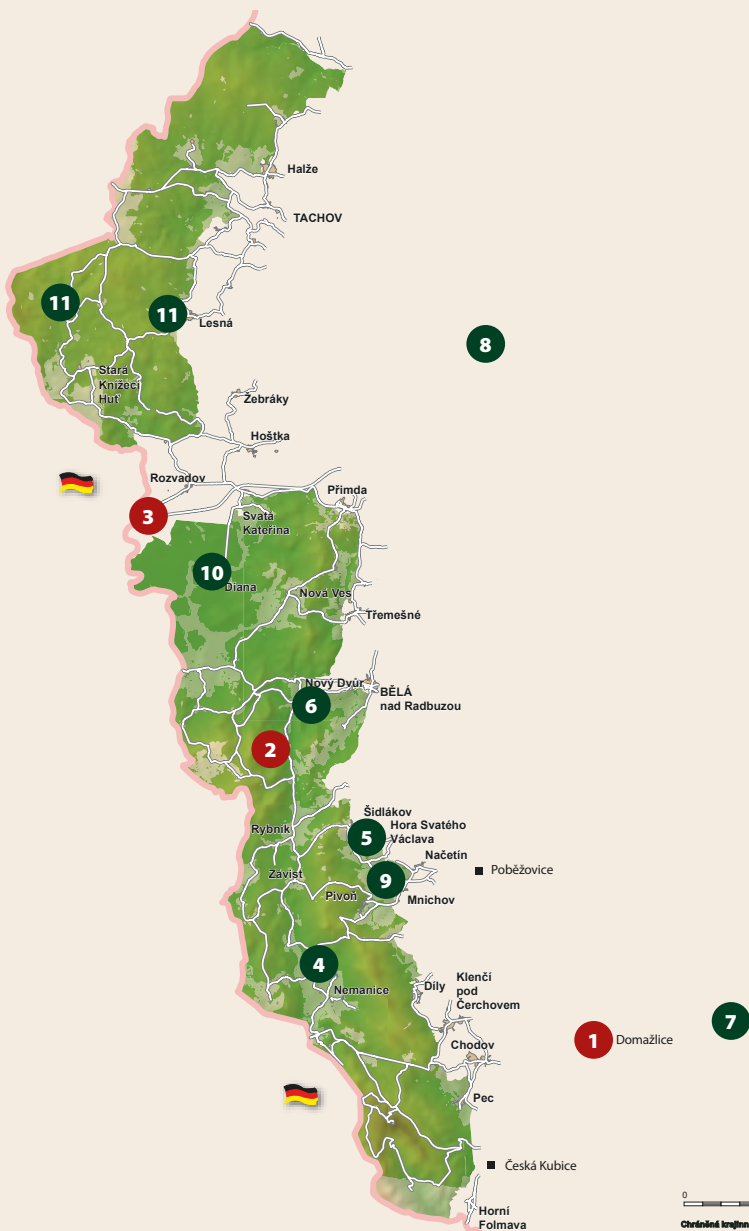 Halže
TACHOV
11
11
Lesná
8
Stará
Knížecí
Huť
Žebráky
Hoštka
Rozvadov
Přimda
3
Svatá
Kateřina
10
Diana
Nová Ves
Třemešné
Nový Dvůr
BĚLÁ
nad Radbuzou
6
2
Šidlákov
Rybník
5
Hora Svatého
Václava
Načetín
Závist
9
Poběžovice
Pivoň
Mnichov
4
Nemanice
Díly
Klenčí
pod
Čerchovem
7
1
Domažlice
Chodov
Pec
Česká Kubice
0
Horní
Folmava
Chráněná krajinn